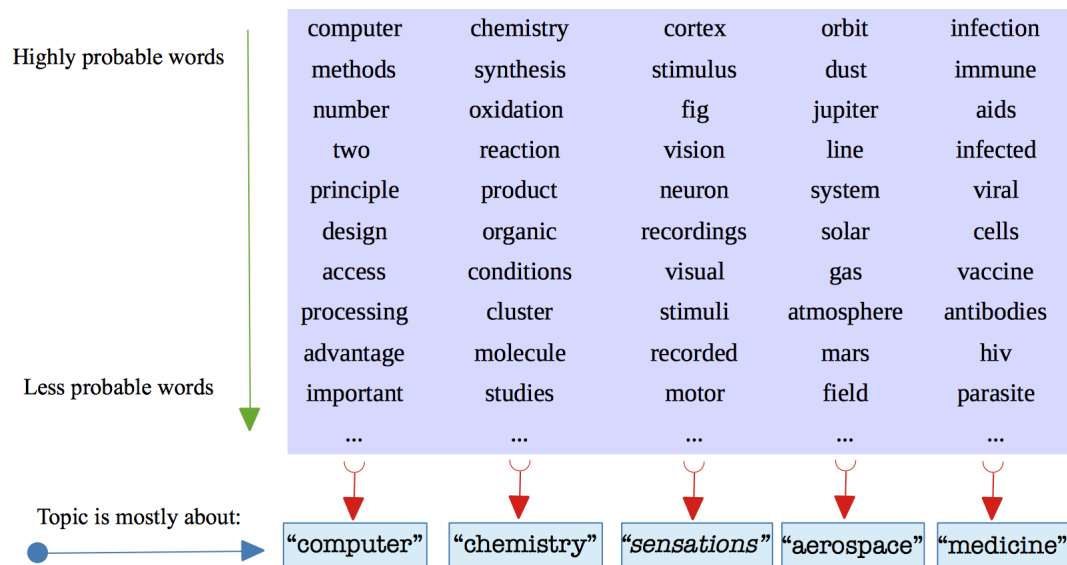 computer chemistry cortex orbit infection
Highly probable words
methods synthesis stimulus dust immune
number oxidation fig jupiter aids
two reaction vision line infected
principle product neuron system viral
design organic recordings solar cells
access conditions visual gas vaccine
processing cluster stimuli atmosphere antibodies
advantage molecule recorded mars hiv
Less probable words
important studies motor field parasite
... ... ... ... ...
Topic is mostly about:
“computer” “chemistry” “sensations” “aerospace” “medicine”